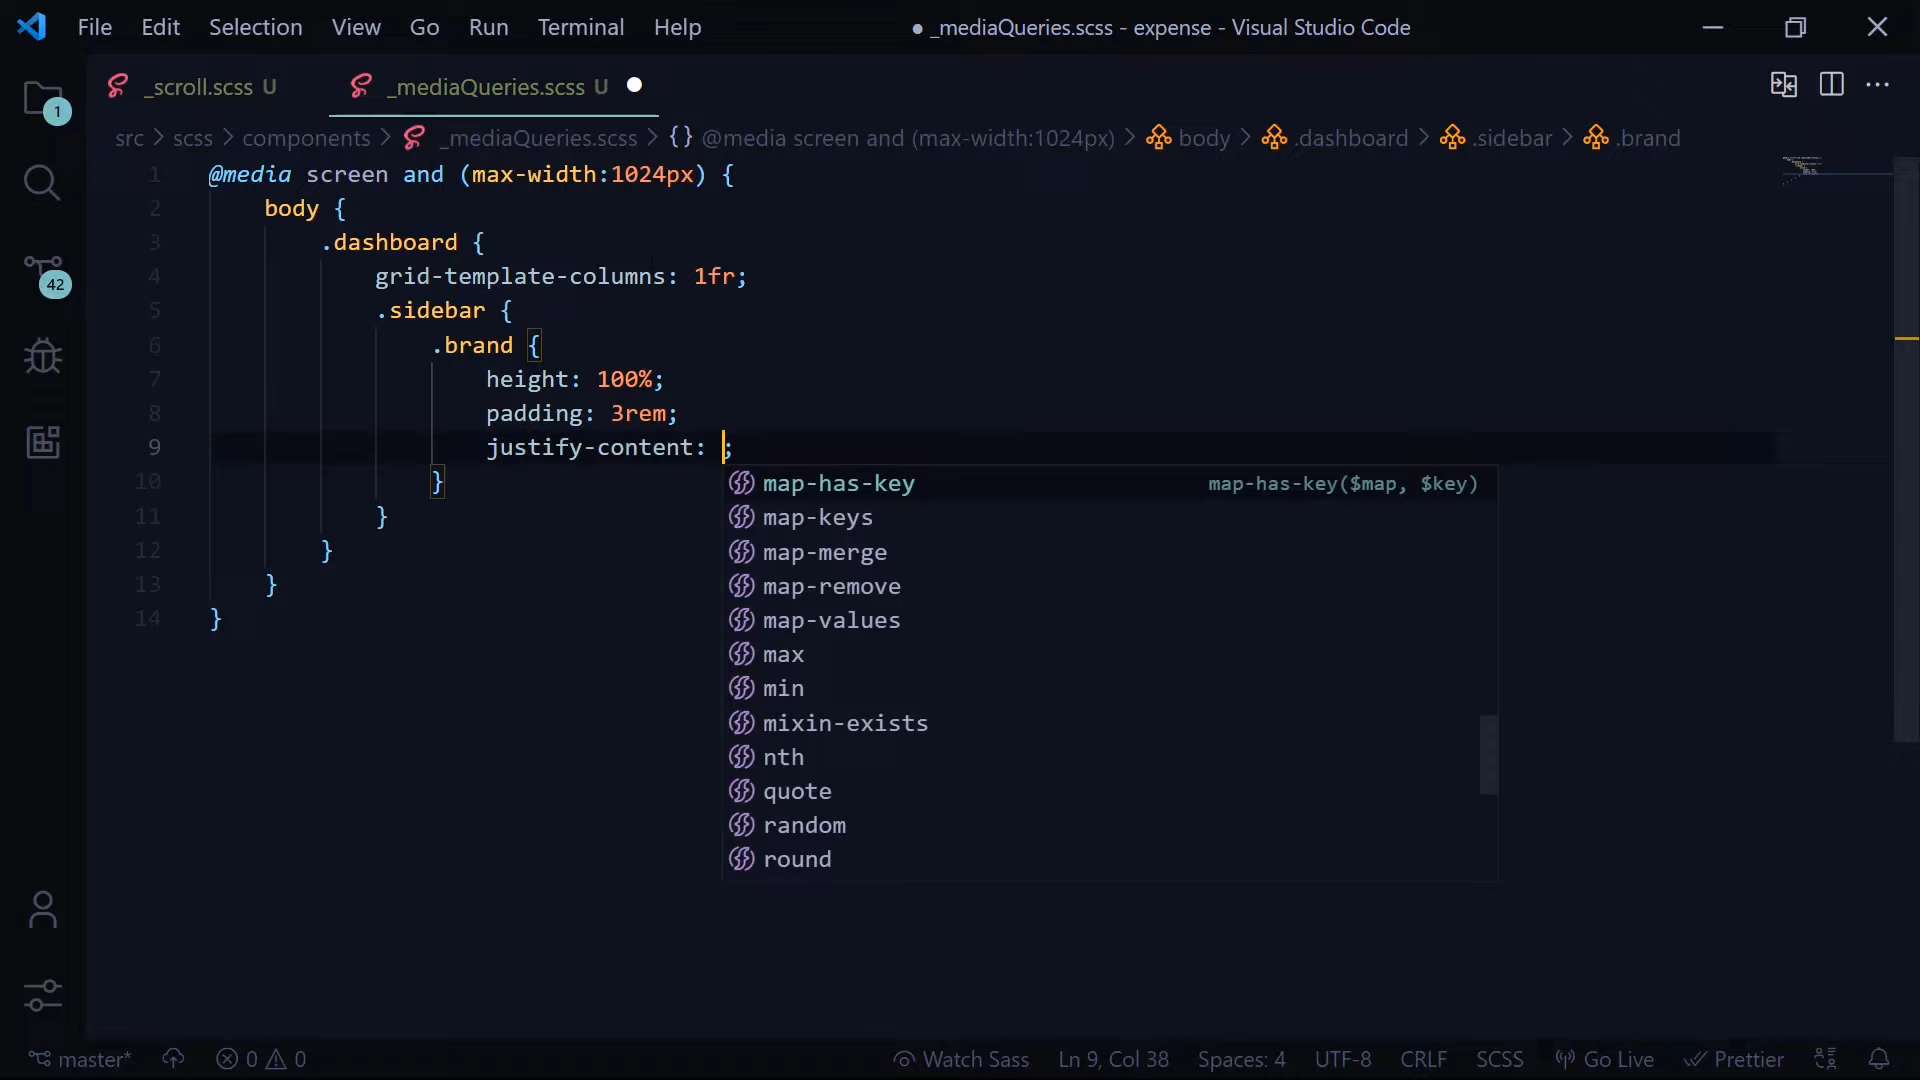 File Edit Selection View Go Run Terminal Help ● _mediaQueries.scss - expense - Visual Studio Code
_scroll.scss U _mediaQueries.scss U
1
src > scss > components > _mediaQueries.scss > {} @media screen and (max-width:1024px) > body > .dashboard > .sidebar > .brand
1 @media screen and (max-width:1024px) {
2 body {
3 .dashboard {
4 grid-template-columns: 1fr;
42
5 .sidebar {
6 .brand {
7 height: 100%;
8 padding: 3rem;
9 justify-content: ;
10 }
11 }
12 }
13 }
14 }
map-has-key map-has-key($map, $key)
map-keys
map-merge
map-remove
map-values
max
min
mixin-exists
nth
quote
random
round
master* 0 0 Watch Sass Ln 9, Col 38 Spaces: 4 UTF-8 CRLF SCSS Go Live Prettier